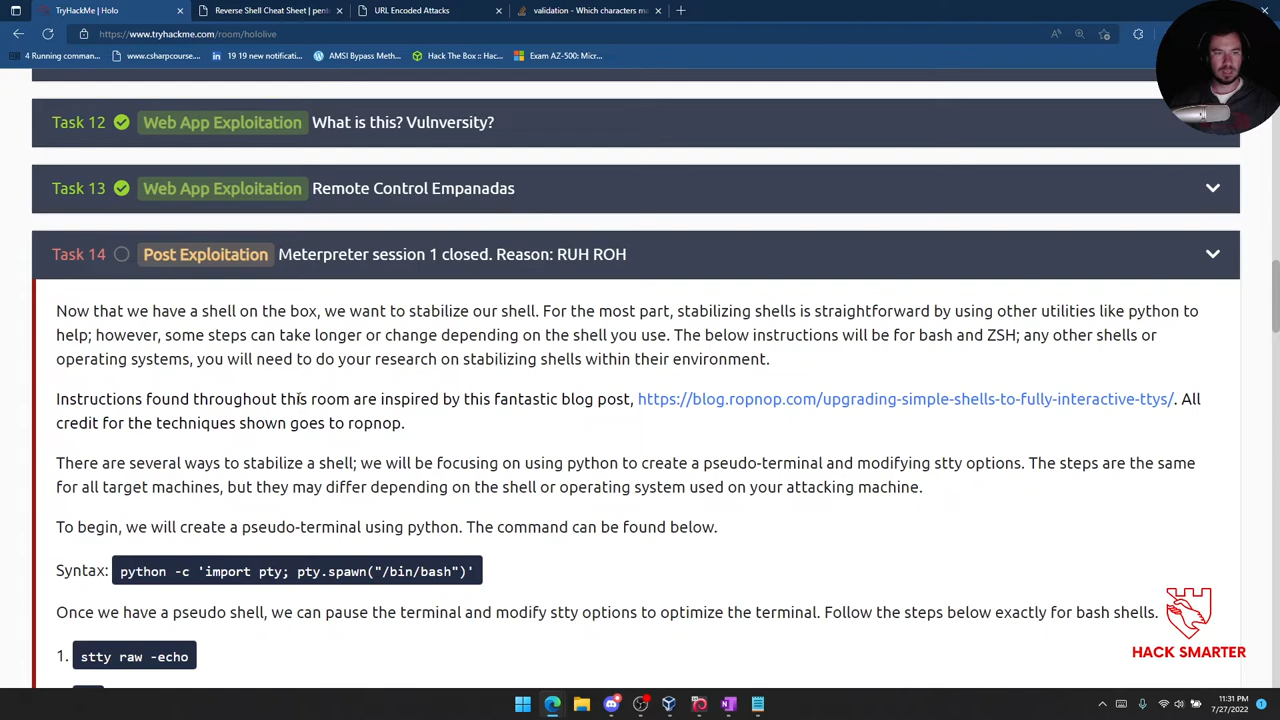 TryHackMe | Holo
Reverse Shell Cheat Sheet | pent
URL Encoded Attacks
validation - Which characters m
https://www.tryhackme.com/room/hololive
4 Running comman...
www.csharpcourse....
19 19 new notificati...
AMSI Bypass Meth...
Hack The Box :: Hac...
Exam AZ-500: Micr...
Task 12 Web App Exploitation What is this? Vulnversity?
Task 13 Web App Exploitation Remote Control Empanadas
Task 14 Post Exploitation Meterpreter session 1 closed. Reason: RUH ROH
Now that we have a shell on the box, we want to stabilize our shell. For the most part, stabilizing shells is straightforward by using other utilities like python to
help; however, some steps can take longer or change depending on the shell you use. The below instructions will be for bash and ZSH; any other shells or
operating systems, you will need to do your research on stabilizing shells within their environment.
Instructions found throughout this room are inspired by this fantastic blog post, https://blog.ropnop.com/upgrading-simple-shells-to-fully-interactive-ttys/. All
credit for the techniques shown goes to ropnop.
There are several ways to stabilize a shell; we will be focusing on using python to create a pseudo-terminal and modifying stty options. The steps are the same
for all target machines, but they may differ depending on the shell or operating system used on your attacking machine.
To begin, we will create a pseudo-terminal using python. The command can be found below.
Syntax: python -c 'import pty; pty.spawn("/bin/bash")'
Once we have a pseudo shell, we can pause the terminal and modify stty options to optimize the terminal. Follow the steps below exactly for bash shells.
1. stty raw -echo
HACK SMARTER
11:31 PM
7/27/2022